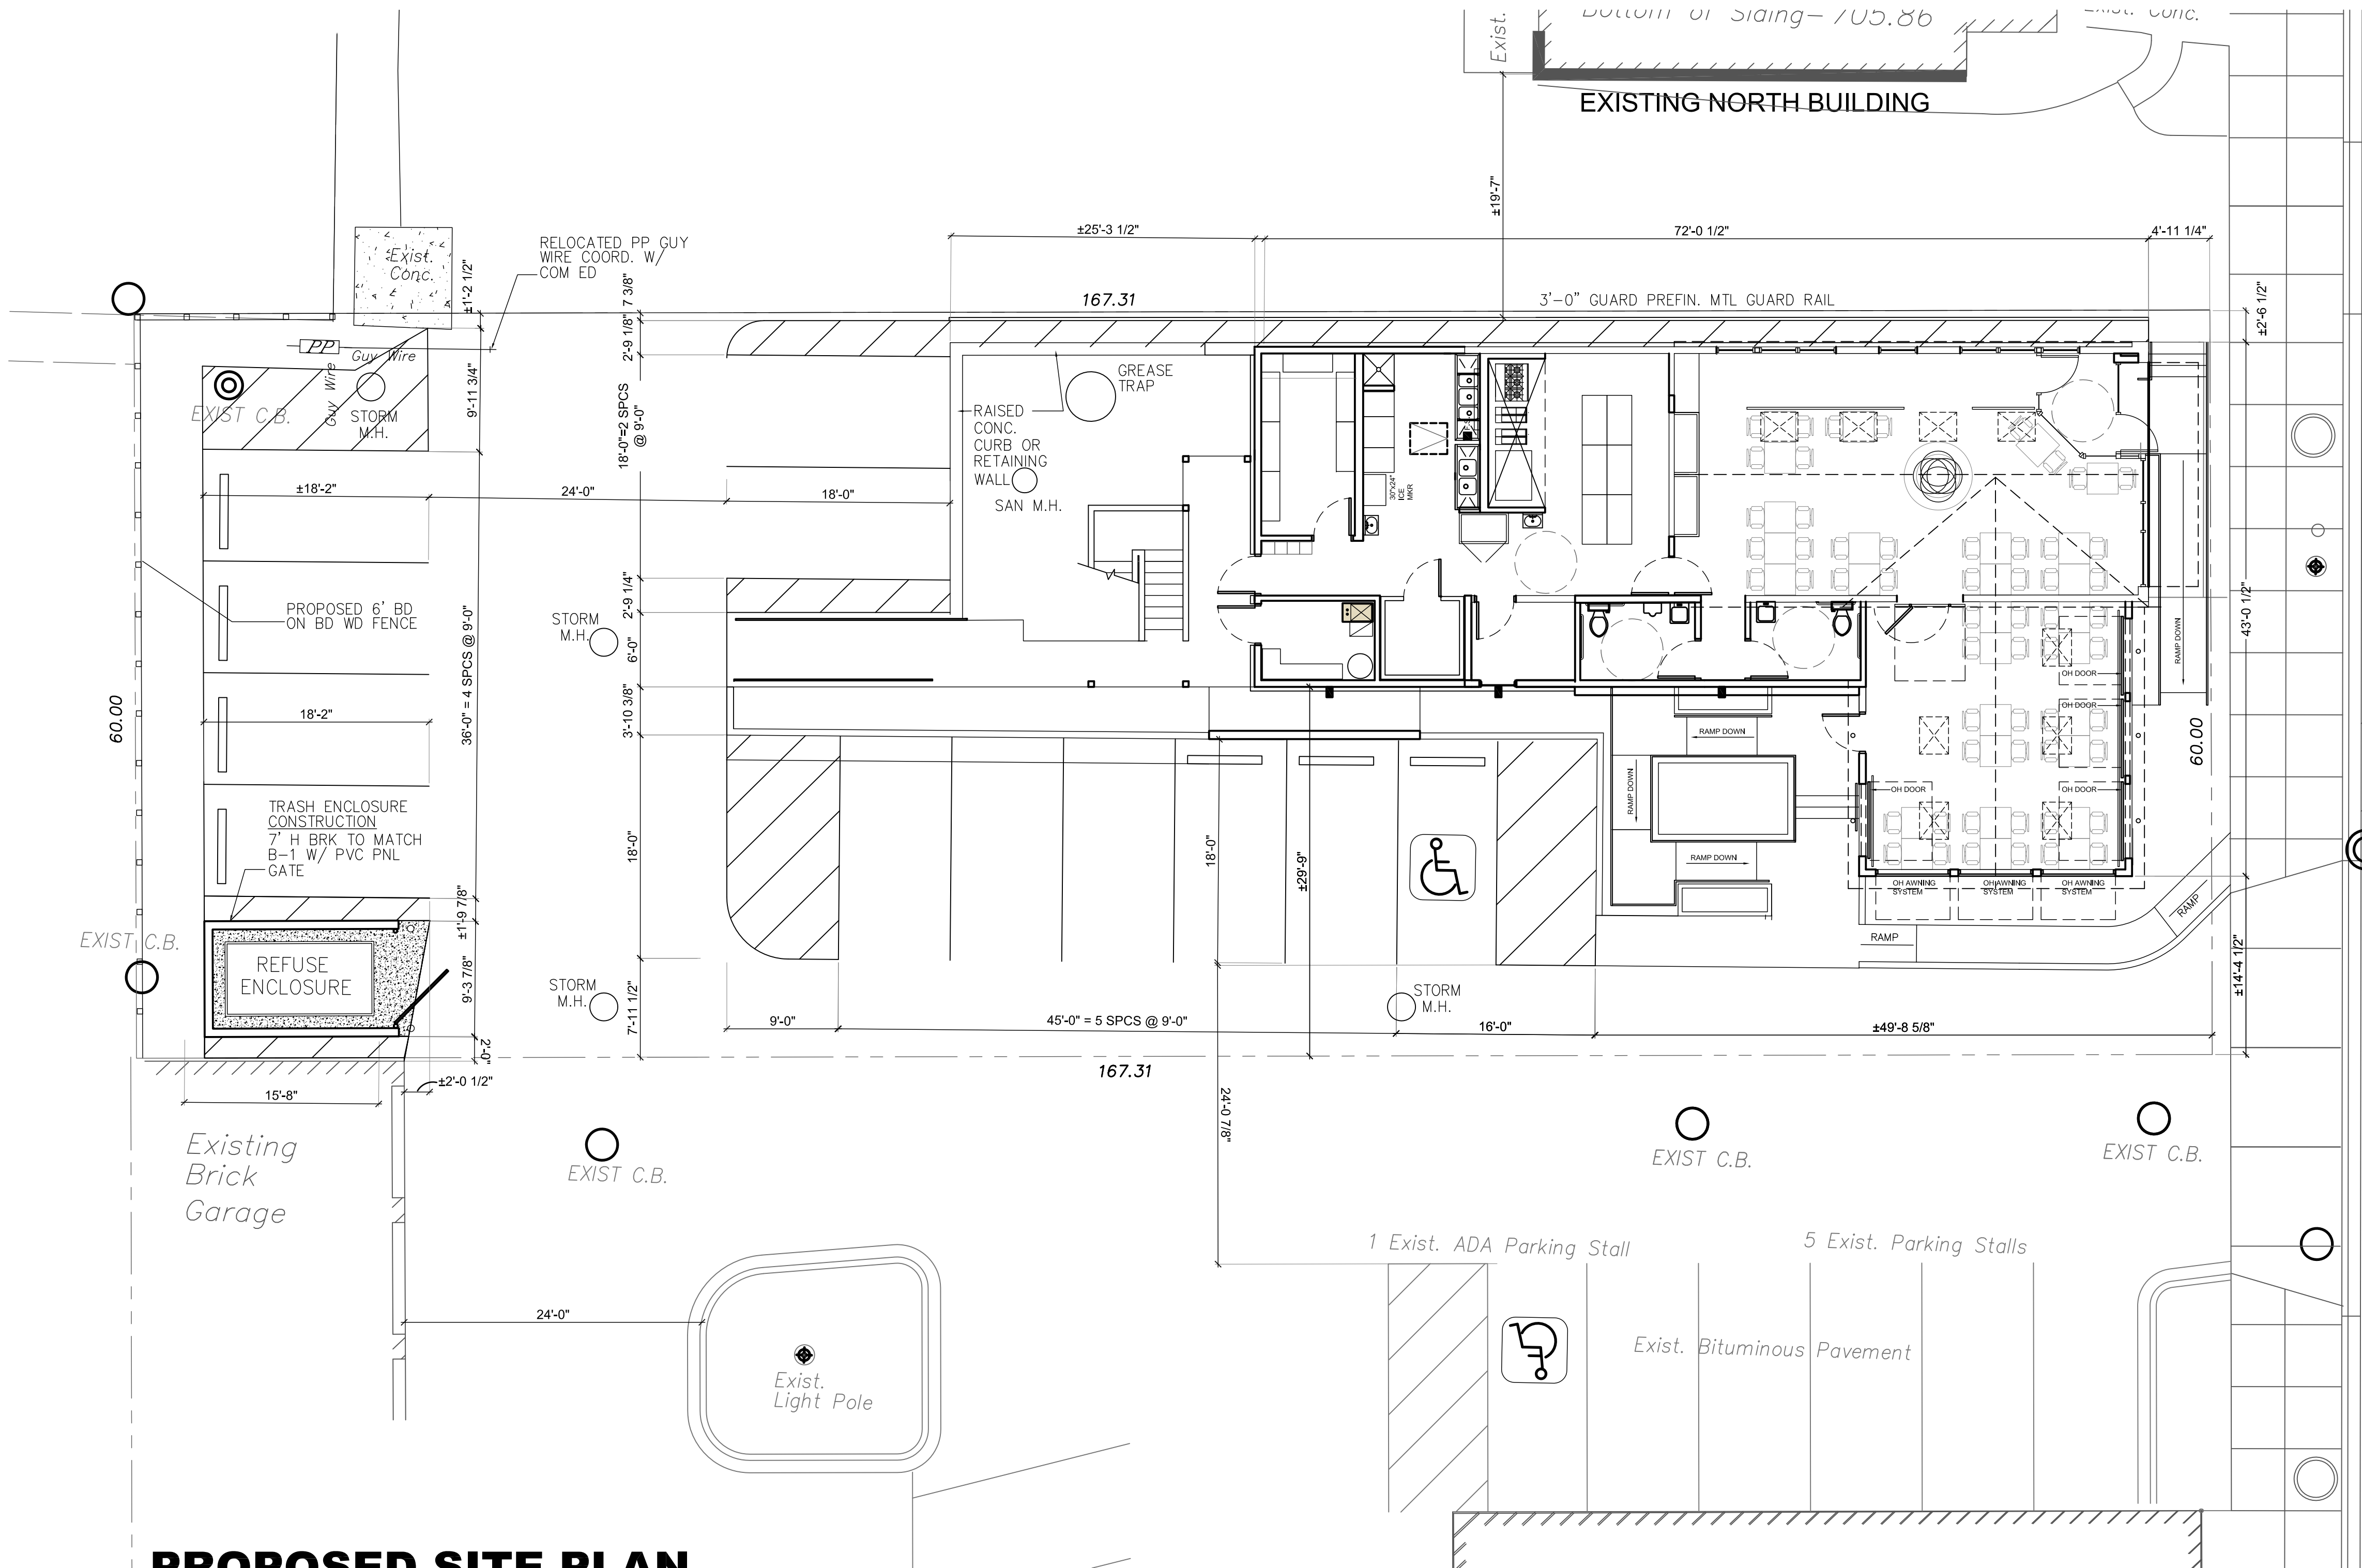 Bottom of Siding-705.86
Exist.
Exist. Conc.
EXISTING NORTH BUILDING
±19'-7"
±25'-3 1/2"
72'-0 1/2"
4'-11 1/4"
RELOCATED PP GUY
WIRE COORD. W/
COM ED
Exist.
Conc.
±1'-2 1/2"
7 3/8"
2'-9 1/8"
167.31
3'-0" GUARD PREFIN. MTL GUARD RAIL
±2'-6 1/2"
PP
Guy Wire
Guy Wire
EXIST C.B.
STORM
M.H.
9'-11 3/4"
18'-0"=2 SPCS
@ 9'-0"
GREASE
TRAP
RAISED
CONC.
CURB OR
RETAINING
WALL
SAN M.H.
30"x24"
ICE
MKR
±18'-2"
24'-0"
18'-0"
PROPOSED 6' BD
ON BD WD FENCE
36'-0" = 4 SPCS @ 9'-0"
STORM
M.H.
2'-9 1/4"
6'-0"
3'-10 3/8"
43'-0 1/2"
RAMP DOWN
OH DOOR
OH DOOR
60.00
18'-2"
60.00
RAMP DOWN
RAMP DOWN
OH DOOR
OH DOOR
TRASH ENCLOSURE
CONSTRUCTION
7' H BRK TO MATCH
B-1 W/ PVC PNL
GATE
18'-0"
18'-0"
±29'-9"
RAMP DOWN
OH AWNING
SYSTEM
OH AWNING
SYSTEM
OH AWNING
SYSTEM
RAMP
RAMP
±1'-9 7/8"
EXIST C.B.
REFUSE
ENCLOSURE
9'-3 7/8"
STORM
M.H.
7'-11 1/2"
STORM
M.H.
±14'-4 1/2"
9'-0"
45'-0" = 5 SPCS @ 9'-0"
16'-0"
±49'-8 5/8"
2'-0"
167.31
±2'-0 1/2"
15'-8"
24'-0 7/8"
Existing
Brick
Garage
EXIST C.B.
EXIST C.B.
EXIST C.B.
1 Exist. ADA Parking Stall
5 Exist. Parking Stalls
24'-0"
Exist. Bituminous Pavement
Exist.
Light Pole
PROPOSED SITE PLAN